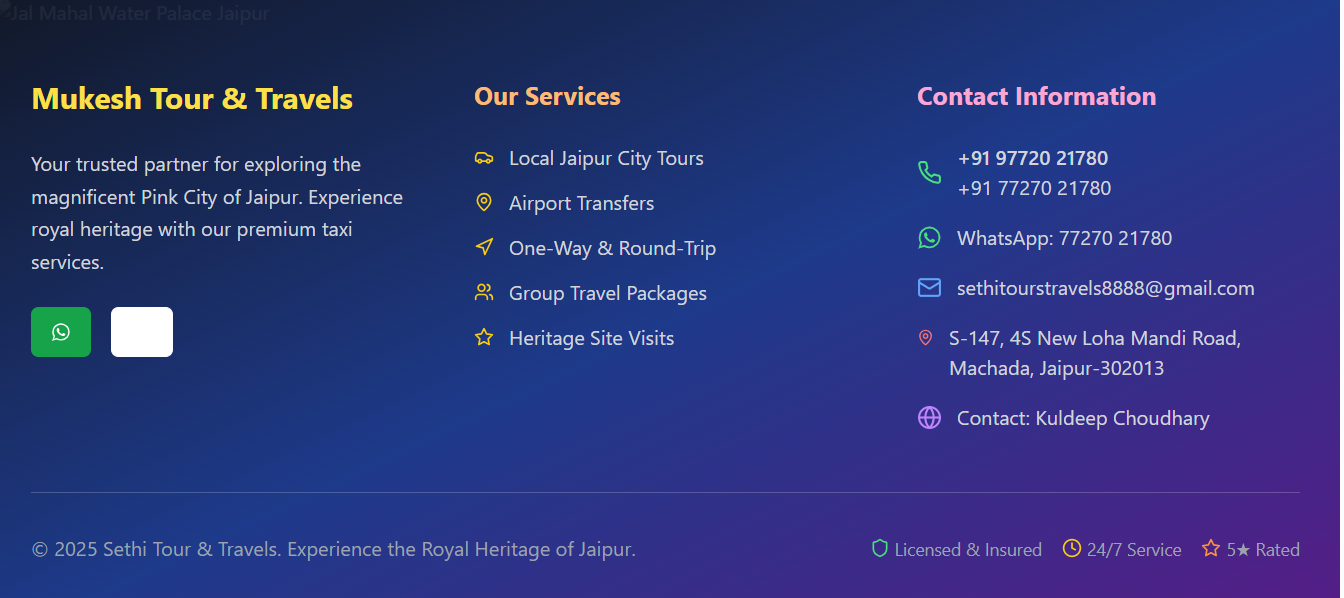 Jal Mahal Water Palace Jaipur
Mukesh Tour & Travels
Your trusted partner for exploring the
magnificent Pink City of Jaipur. Experience
royal heritage with our premium taxi
services.
Our Services
Local Jaipur City Tours
Airport Transfers
One-Way & Round-Trip
Group Travel Packages
Heritage Site Visits
Contact Information
+91 97720 21780
+91 77270 21780
WhatsApp: 77270 21780
sethitourstravels8888@gmail.com
S-147, 4S New Loha Mandi Road,
Machada, Jaipur-302013
Contact: Kuldeep Choudhary
© 2025 Sethi Tour & Travels. Experience the Royal Heritage of Jaipur.
Licensed & Insured
24/7 Service
5★ Rated